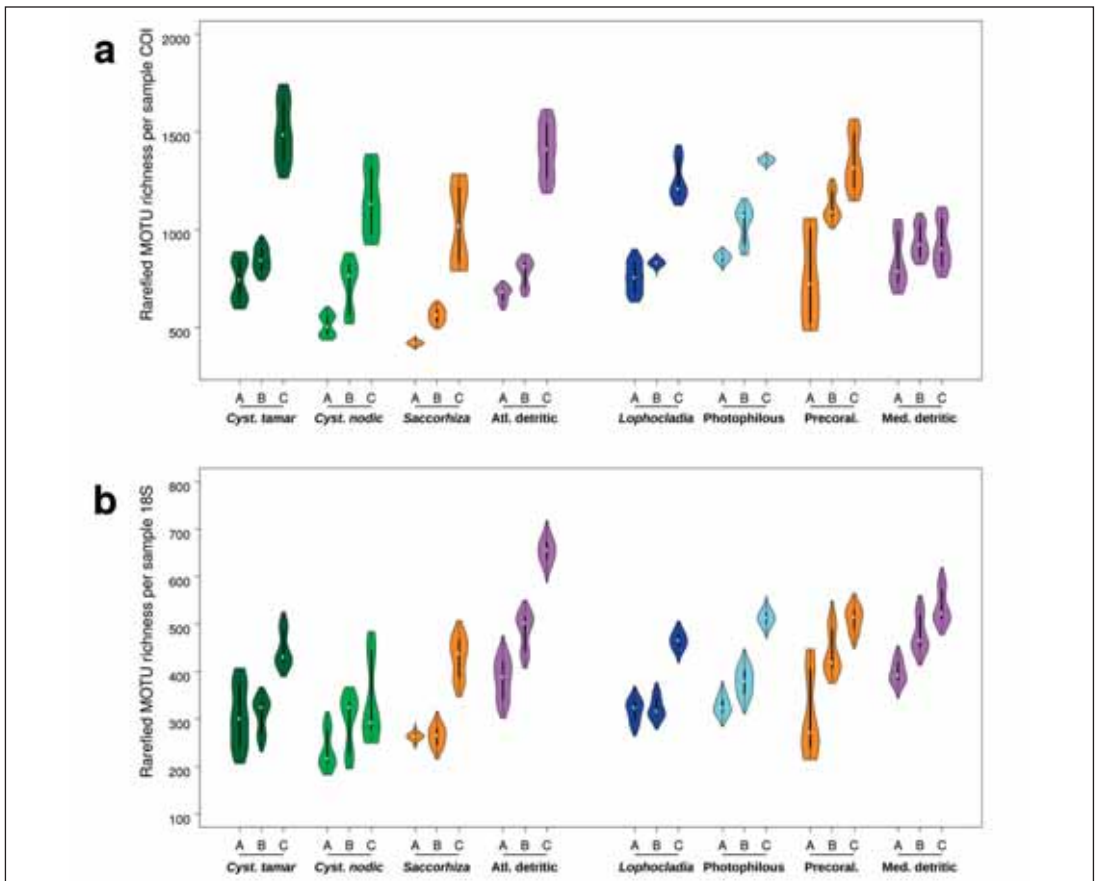 a
Rarefied MOTU richness per sample COI
2000
1500
1000
500
A B C A B C A B C A B C A B C A B C A B C A B C
Cyst. tamar Cyst. nodic Saccorhiza Atl. detritic Lophocladia Photophilous Precoral. Med. detritic
b
Rarefied MOTU richness per sample 18S
800
700
600
500
400
300
200
100
A B C A B C A B C A B C A B C A B C A B C A B C
Cyst. tamar Cyst. nodic Saccorhiza Atl. detritic Lophocladia Photophilous Precoral. Med. detritic